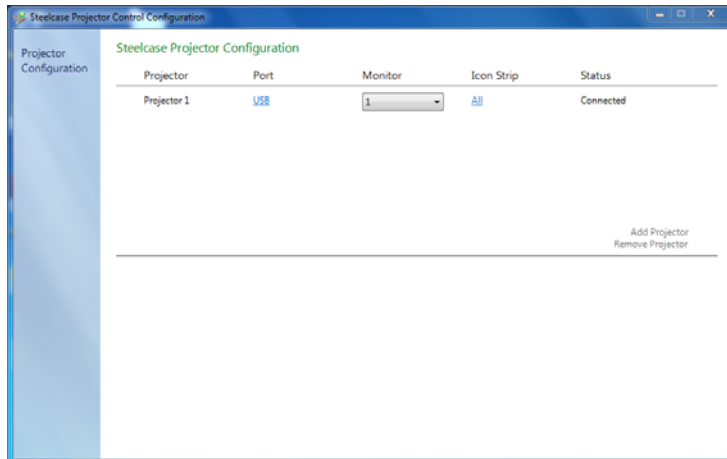 Steelcase Projector Control Configuration
Projector
Configuration
Steelcase Projector Configuration
Projector Port Monitor Icon Strip Status
Projector 1 USB 1 All Connected
Add Projector
Remove Projector